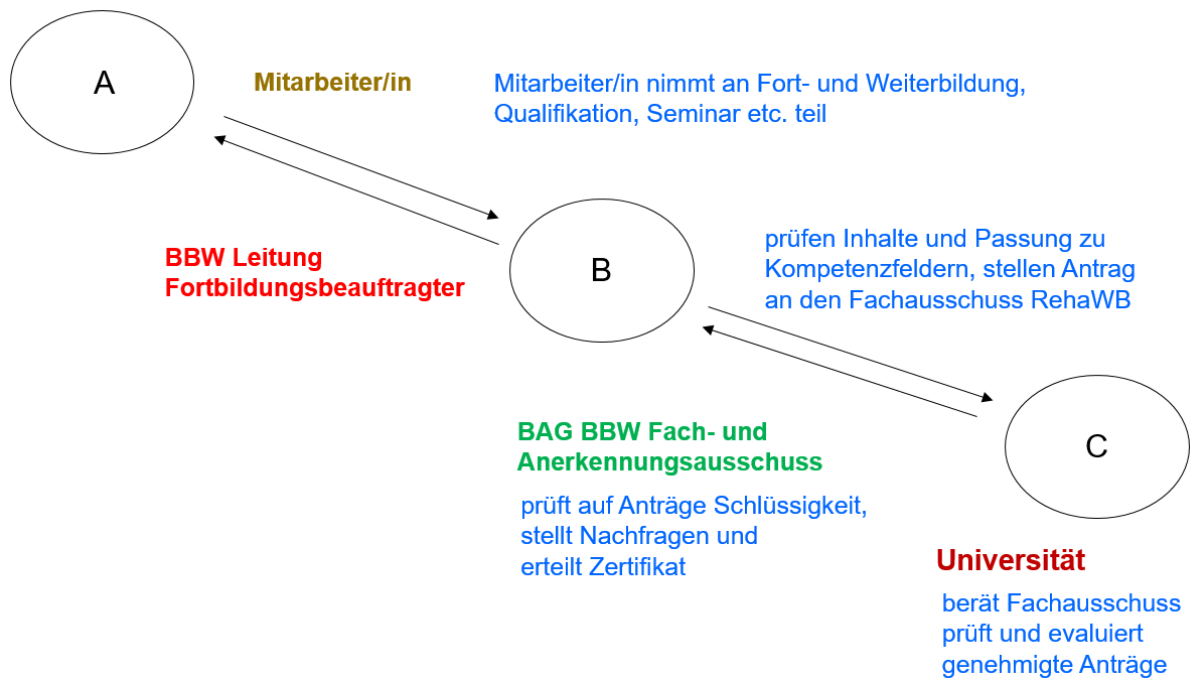 A
Mitarbeiter/in
Mitarbeiter/in nimmt an Fort- und Weiterbildung,
Qualifikation, Seminar etc. teil
BBW Leitung
Fortbildungsbeauftragter
B
prüfen Inhalte und Passung zu
Kompetenzfeldern, stellen Antrag
an den Fachausschuss RehaWB
BAG BBW Fach- und
Anerkennungsausschuss
prüft auf Anträge Schlüssigkeit,
stellt Nachfragen und
erteilt Zertifikat
C
Universität
berät Fachausschuss
prüft und evaluiert
genehmigte Anträge